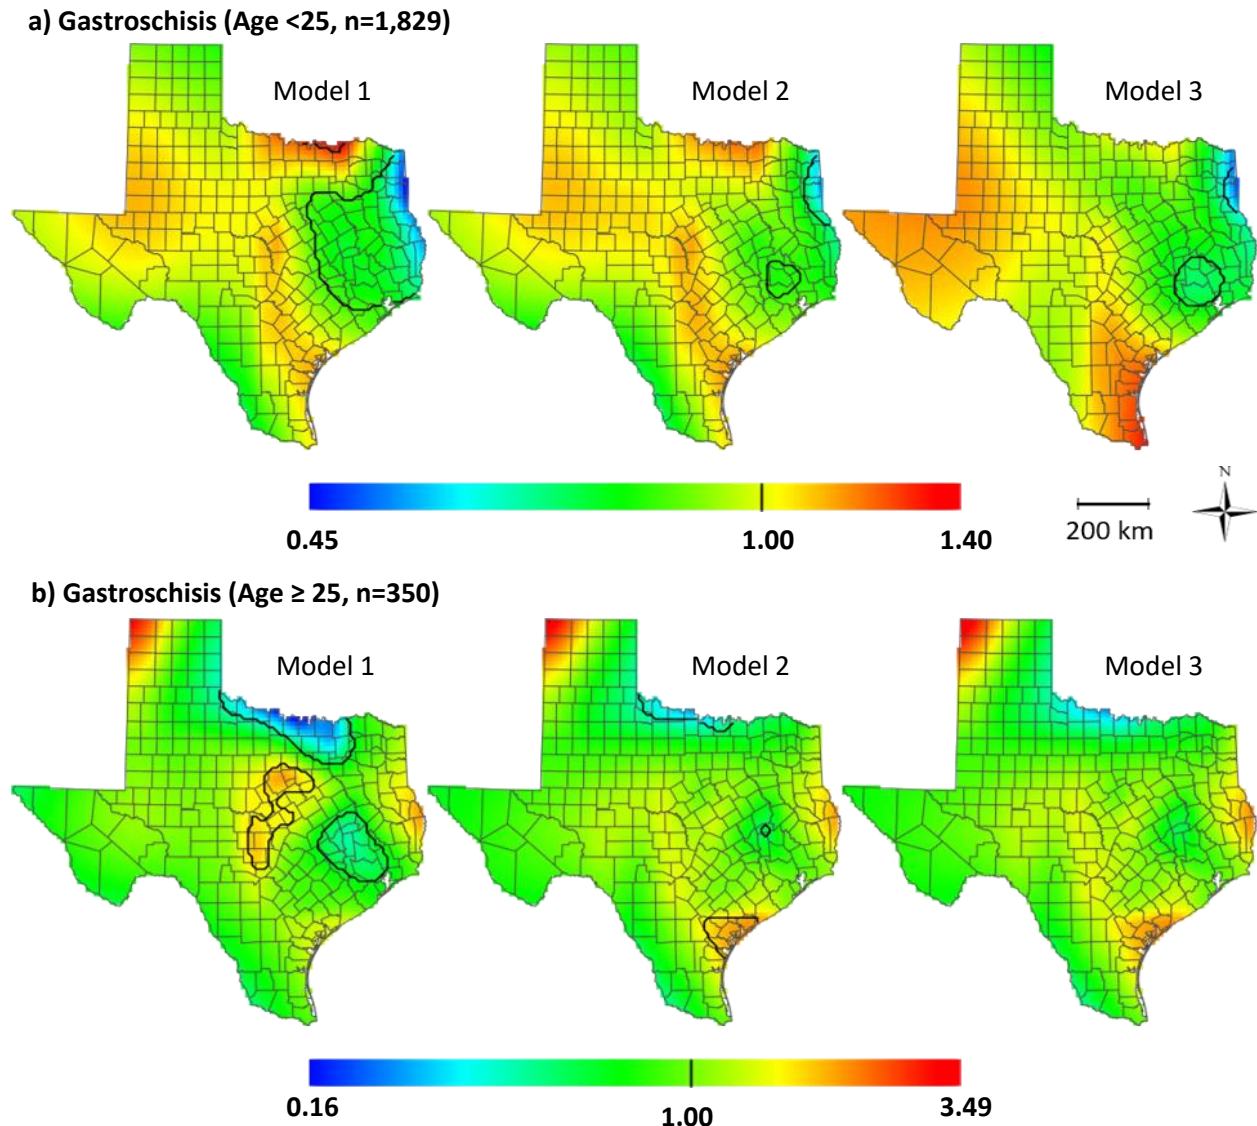 a) Gastroschisis (Age <25, n=1,829)
Model 1
Model 2
Model 3
0.45
1.00
1.40
200 km
N
b) Gastroschisis (Age ≥ 25, n=350)
Model 1
Model 2
Model 3
0.16
1.00
3.49